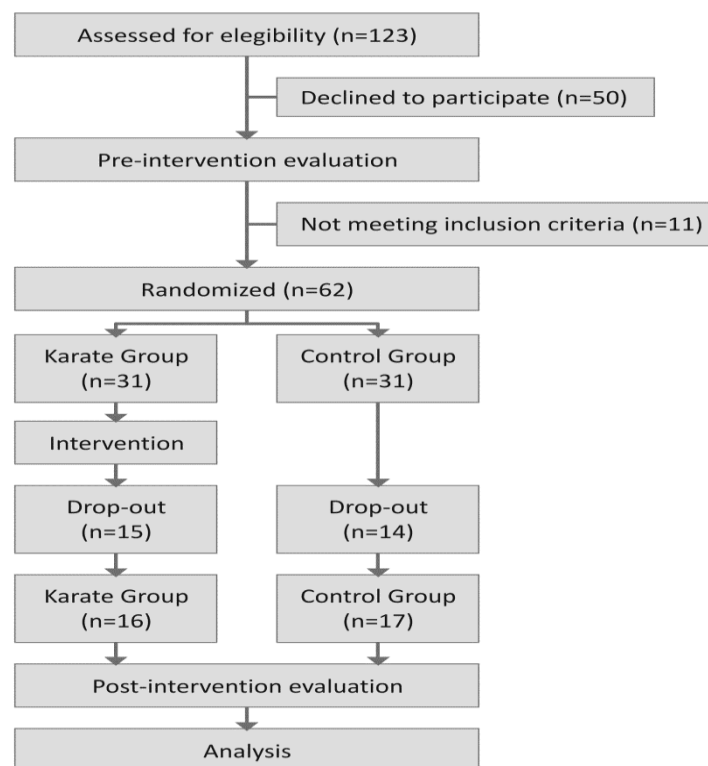 Assessed for elegibility (n=123)
Declined to participate (n=50)
Pre-intervention evaluation
Not meeting inclusion criteria (n=11)
Randomized (n=62)
Karate Group
(n=31)
Control Group
(n=31)
Intervention
Drop-out
(n=15)
Drop-out
(n=14)
Karate Group
(n=16)
Control Group
(n=17)
Post-intervention evaluation
Analysis